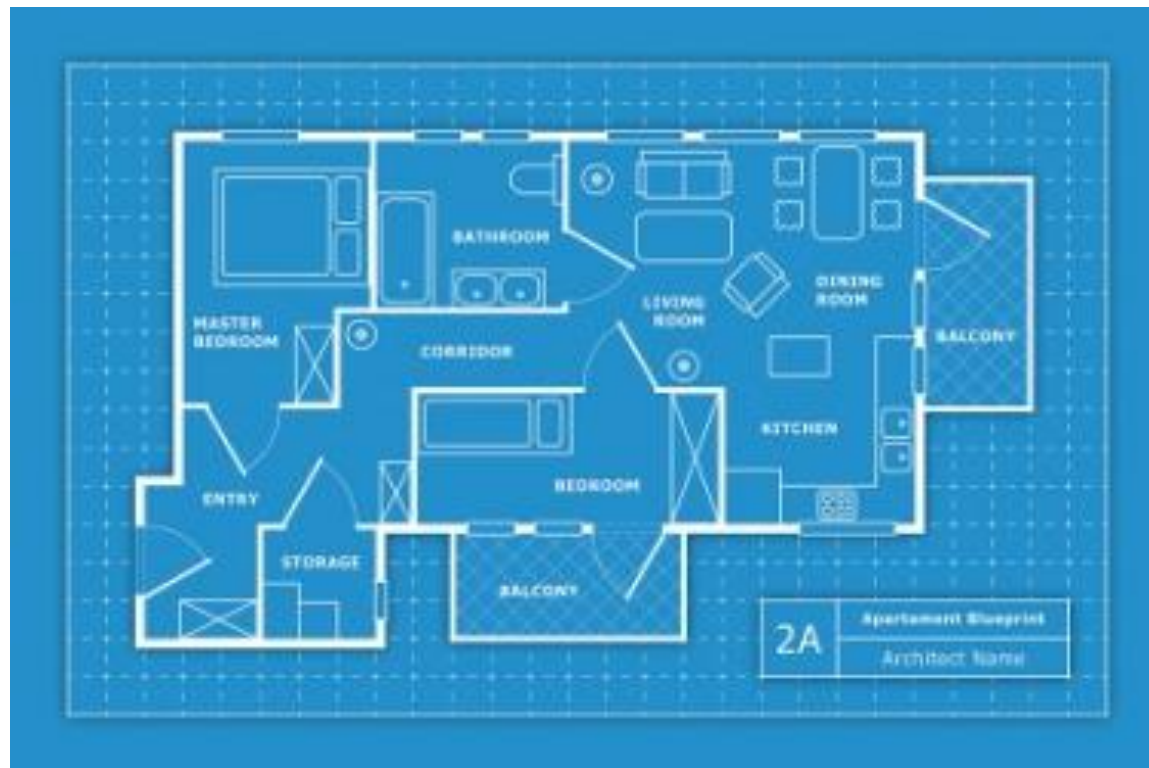 BATHROOM
MASTER
BEDROOM
CORRIDOR
LIVING
ROOM
DINING
ROOM
BALCONY
KITCHEN
BEDROOM
ENTRY
STORAGE
BALCONY
2A
Apartement Blueprint
Architect Name